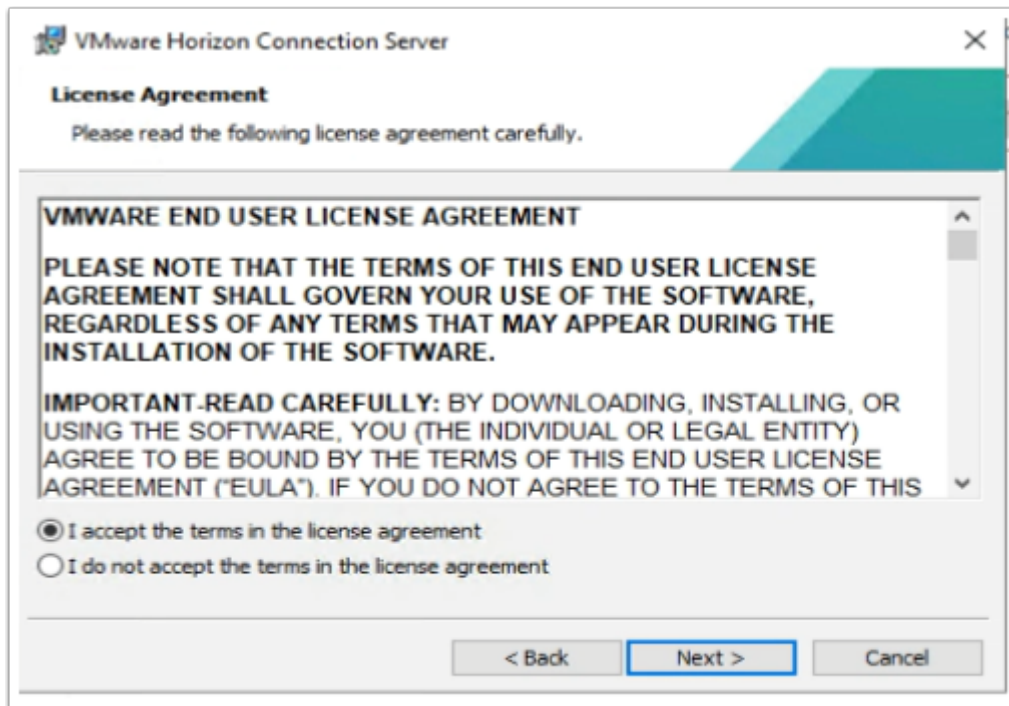 VMware Horizon Connection Server
License Agreement
Please read the following license agreement carefully.
VMWARE END USER LICENSE AGREEMENT
PLEASE NOTE THAT THE TERMS OF THIS END USER LICENSE
AGREEMENT SHALL GOVERN YOUR USE OF THE SOFTWARE,
REGARDLESS OF ANY TERMS THAT MAY APPEAR DURING THE
INSTALLATION OF THE SOFTWARE.
IMPORTANT-READ CAREFULLY: BY DOWNLOADING, INSTALLING, OR
USING THE SOFTWARE, YOU (THE INDIVIDUAL OR LEGAL ENTITY)
AGREE TO BE BOUND BY THE TERMS OF THIS END USER LICENSE
AGREEMENT (“EULA”). IF YOU DO NOT AGREE TO THE TERMS OF THIS
I accept the terms in the license agreement
I do not accept the terms in the license agreement
< Back Next > Cancel